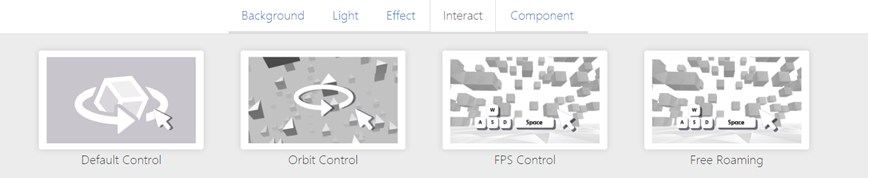 Background Light Effect Interact Component
W
A S D Space
W
A S D Space
Default Control Orbit Control FPS Control Free Roaming